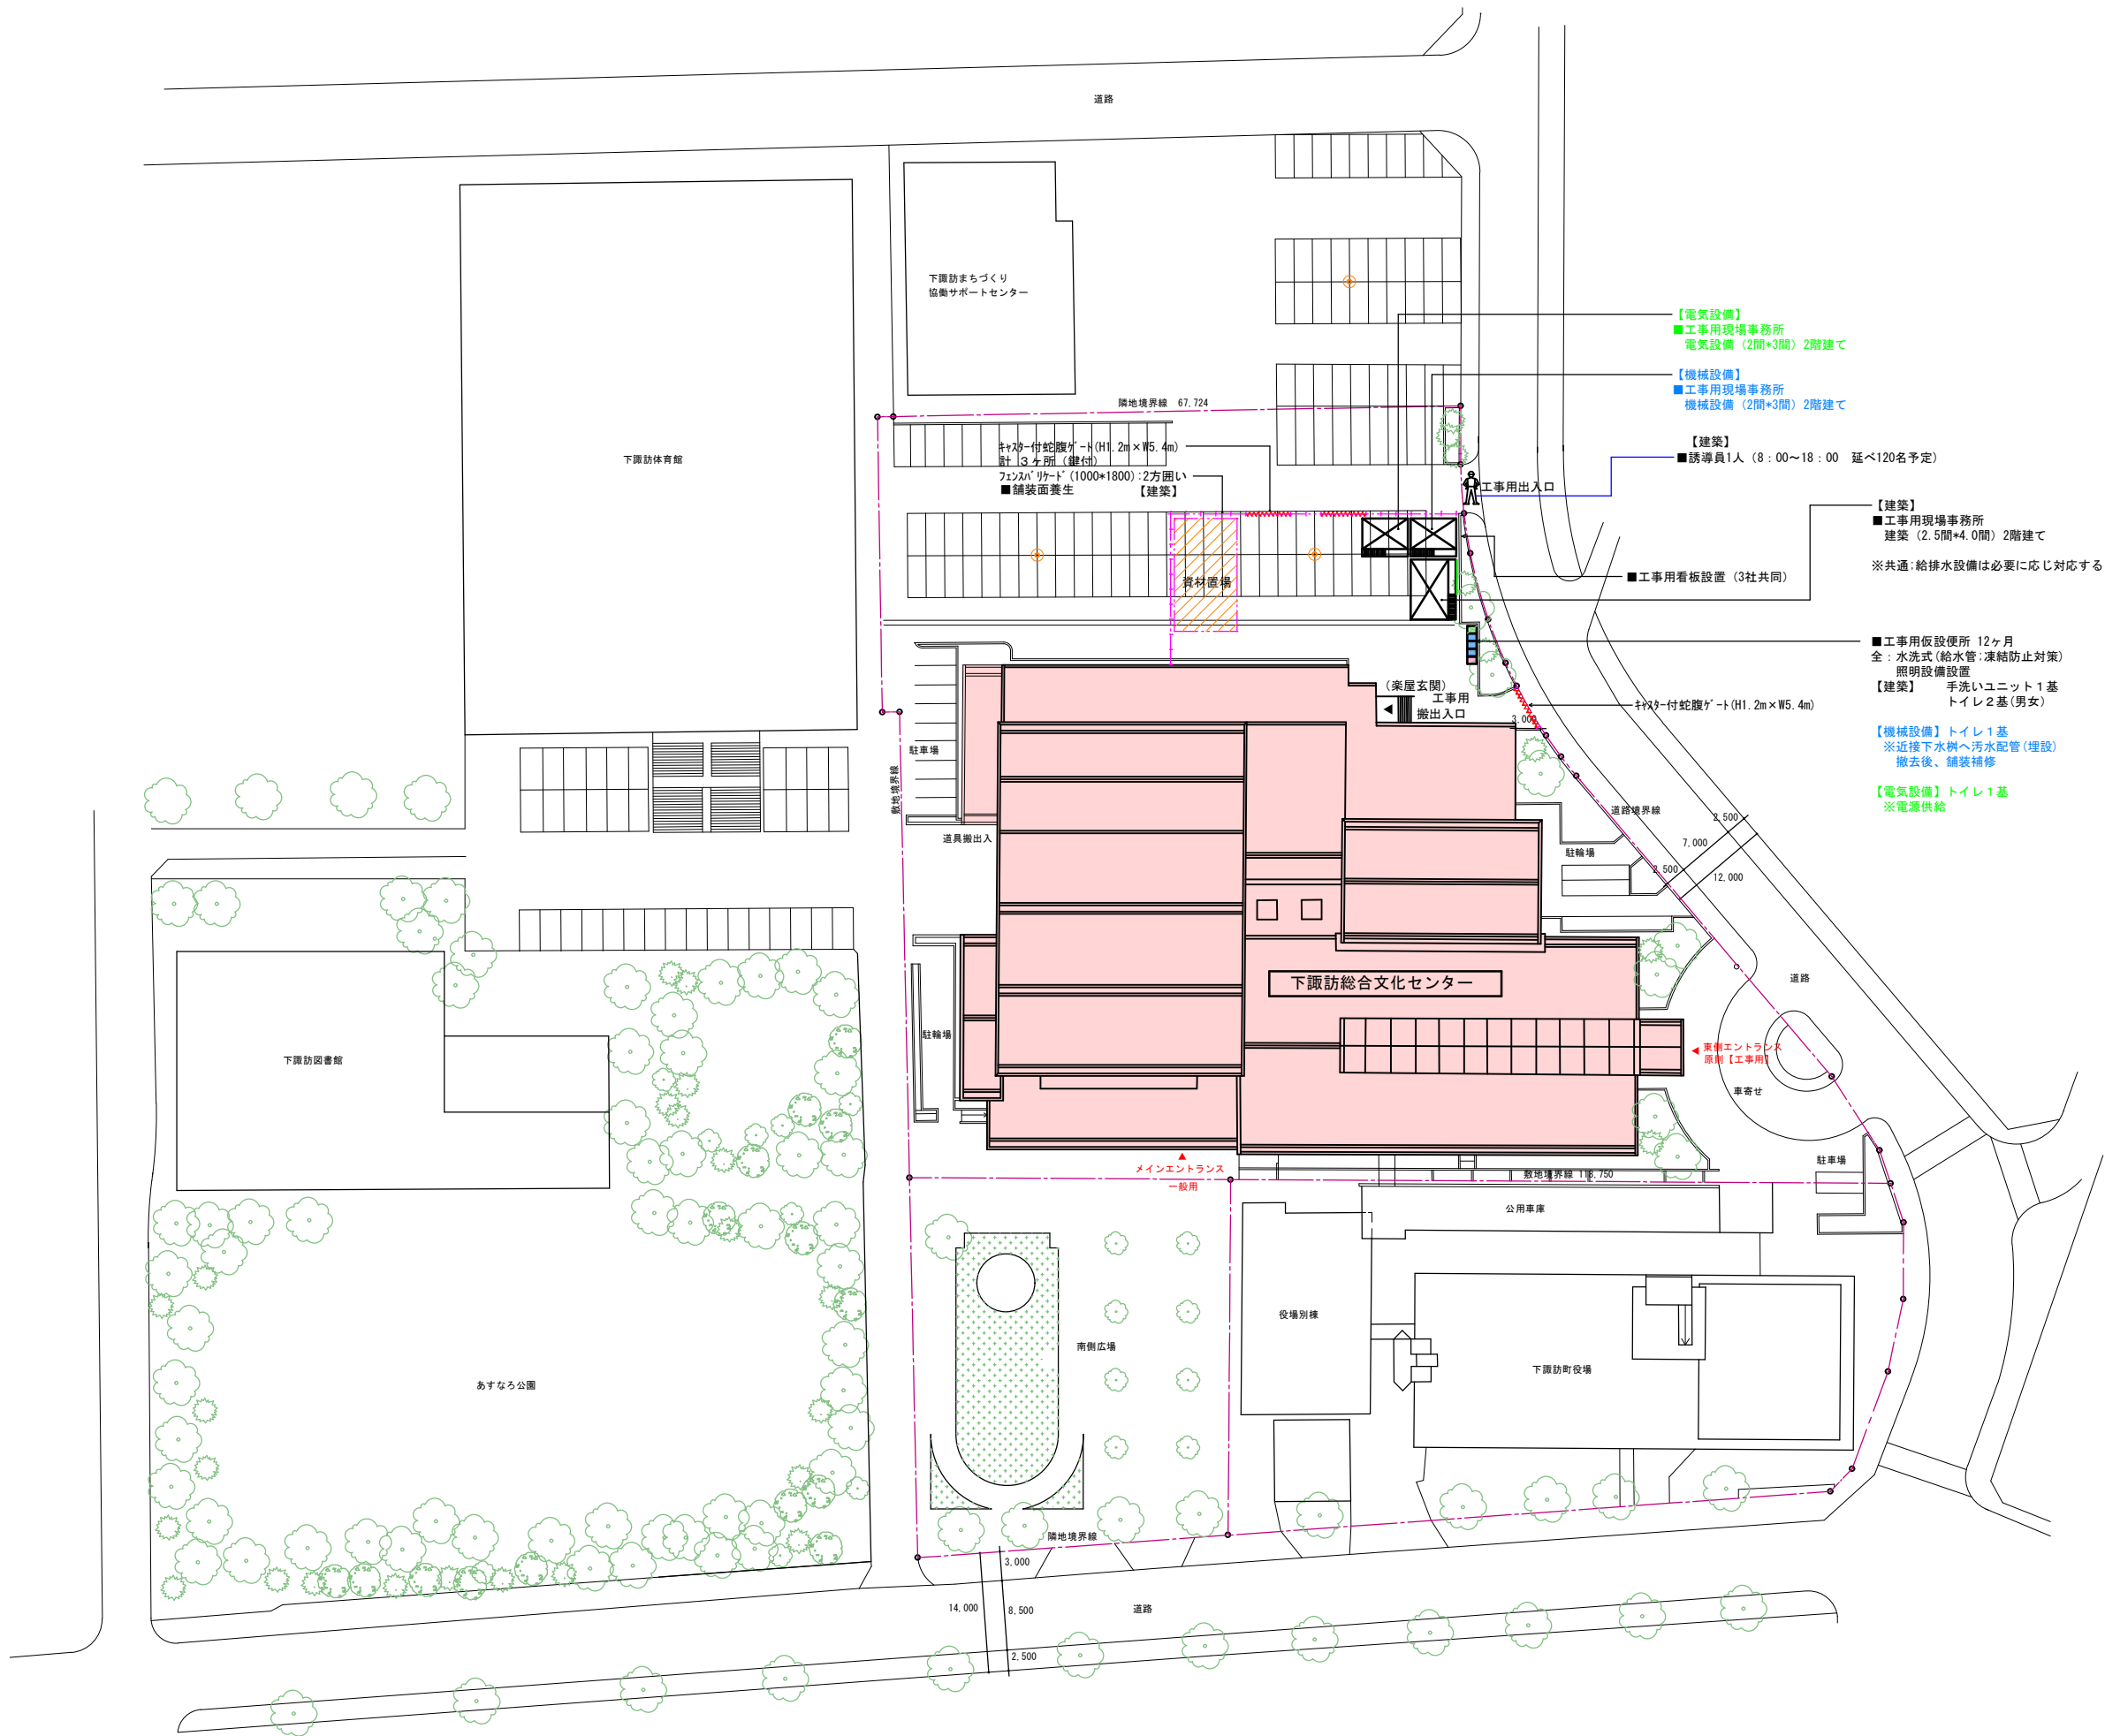 道路
下諏訪まちづくり
協働サポートセンター
下諏訪体育館
隣地境界線 67,724
ｷｬｽﾀｰ付蛇腹ｹﾞｰﾄ(H1.2m×W5.4m)
計 3ヶ所（鍵付）
ﾌｪﾝｽﾊﾞﾘｹｰﾄﾞ(1000*1800):2方囲い
■舗装面養生 【建築】
資材置場
【電気設備】
■工事用現場事務所
電気設備（2間*3間）2階建て
【機械設備】
■工事用現場事務所
機械設備（2間*3間）2階建て
【建築】
■誘導員1人（8：00～18：00 延べ120名予定）
工事用出入口
【建築】
■工事用現場事務所
建築（2.5間*4.0間）2階建て
※共通:給排水設備は必要に応じ対応する
■工事用看板設置（3社共同）
■工事用仮設便所 12ヶ月
全：水洗式(給水管:凍結防止対策)
照明設備設置
【建築】 手洗いユニット１基
トイレ２基(男女)
【機械設備】トイレ１基
※近接下水桝へ汚水配管(埋設)
撤去後、舗装補修
【電気設備】トイレ１基
※電源供給
ｷｬｽﾀｰ付蛇腹ｹﾞｰﾄ(H1.2m×W5.4m)
（楽屋玄関）
工事用
搬出入口
3,000
駐車場
敷地境界線
道具搬出入
道路境界線
駐輪場
2,500
7,000
2,500
12,000
下諏訪総合文化センター
道路
駐輪場
下諏訪図書館
東側エントランス
原則【工事用】
車寄せ
メインエントランス
一般用
敷地境界線 118,750
駐車場
公用車庫
役場別棟
南側広場
下諏訪町役場
あすなろ公園
隣地境界線
3,000
14,000
8,500
道路
2,500